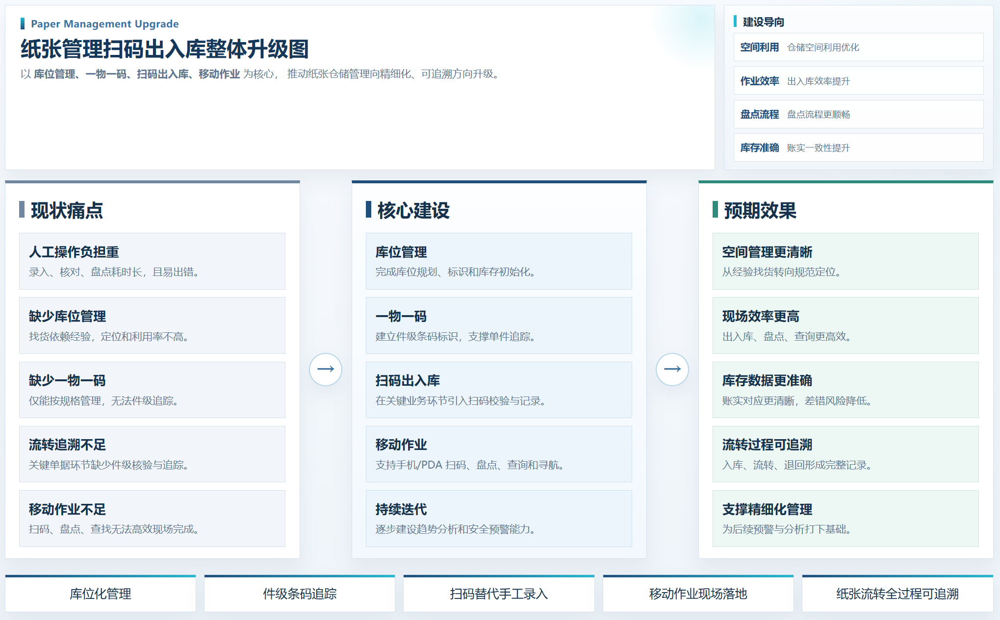 Paper Management Upgrade
纸张管理扫码出入库整体升级图
以 库位管理、一物一码、扫码出入库、移动作业 为核心， 推动纸张仓储管理向精细化、可追溯方向升级。
建设导向
空间利用 仓储空间利用优化
作业效率 出入库效率提升
盘点流程 盘点流程更顺畅
库存准确 账实一致性提升
现状痛点
人工操作负担重
录入、核对、盘点耗时长，且易出错。
缺少库位管理
找货依赖经验，定位和利用率不高。
缺少一物一码
仅能按规格管理，无法件级追踪。
流转追溯不足
关键单据环节缺少件级核验与追踪。
移动作业不足
扫码、盘点、查找无法高效现场完成。
→
核心建设
库位管理
完成库位规划、标识和库存初始化。
一物一码
建立件级条码标识，支撑单件追踪。
扫码出入库
在关键业务环节引入扫码校验与记录。
移动作业
支持手机/PDA 扫码、盘点、查询和寻航。
持续迭代
逐步建设趋势分析和安全预警能力。
→
预期效果
空间管理更清晰
从经验找货转向规范定位。
现场效率更高
出入库、盘点、查询更高效。
库存数据更准确
账实对应更清晰，差错风险降低。
流转过程可追溯
入库、流转、退回形成完整记录。
支撑精细化管理
为后续预警与分析打下基础。
库位化管理
件级条码追踪
扫码替代手工录入
移动作业现场落地
纸张流转全过程可追溯